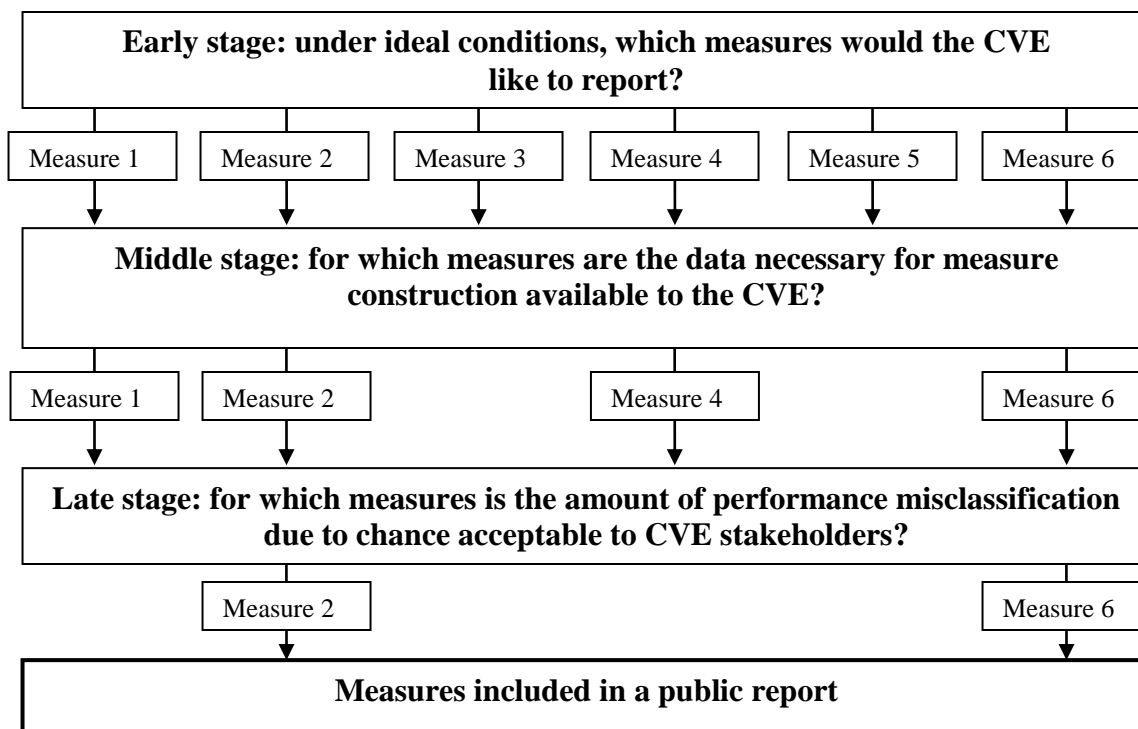 Early stage: under ideal conditions, which measures would the CVE
like to report?
Measure 1
Measure 2
Measure 3
Measure 4
Measure 5
Measure 6
Middle stage: for which measures are the data necessary for measure
construction available to the CVE?
Measure 1
Measure 2
Measure 4
Measure 6
Late stage: for which measures is the amount of performance misclassification
due to chance acceptable to CVE stakeholders?
Measure 2
Measure 6
Measures included in a public report